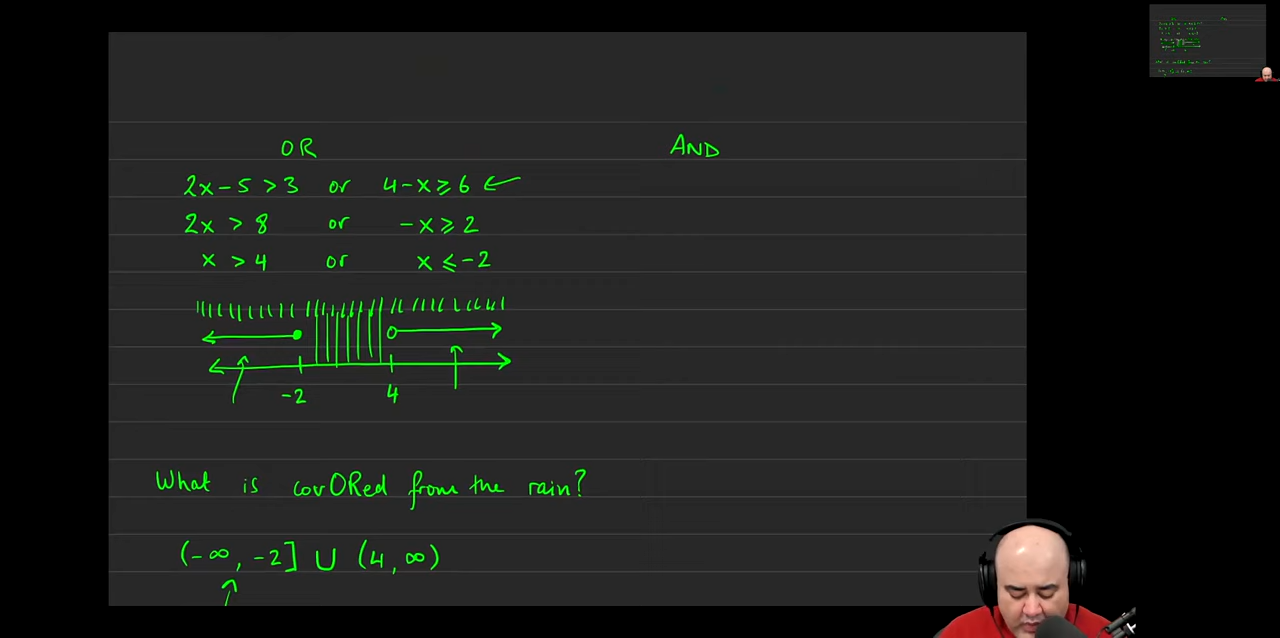 OR
AND
2x - 5 > 3 or 4 - x ⩾ 6
2x > 8 or - x ⩾ 2
x > 4 or x ⩽ -2
-2 4
What is covORed from the rain?
(-∞, -2] ∪ (4, ∞)